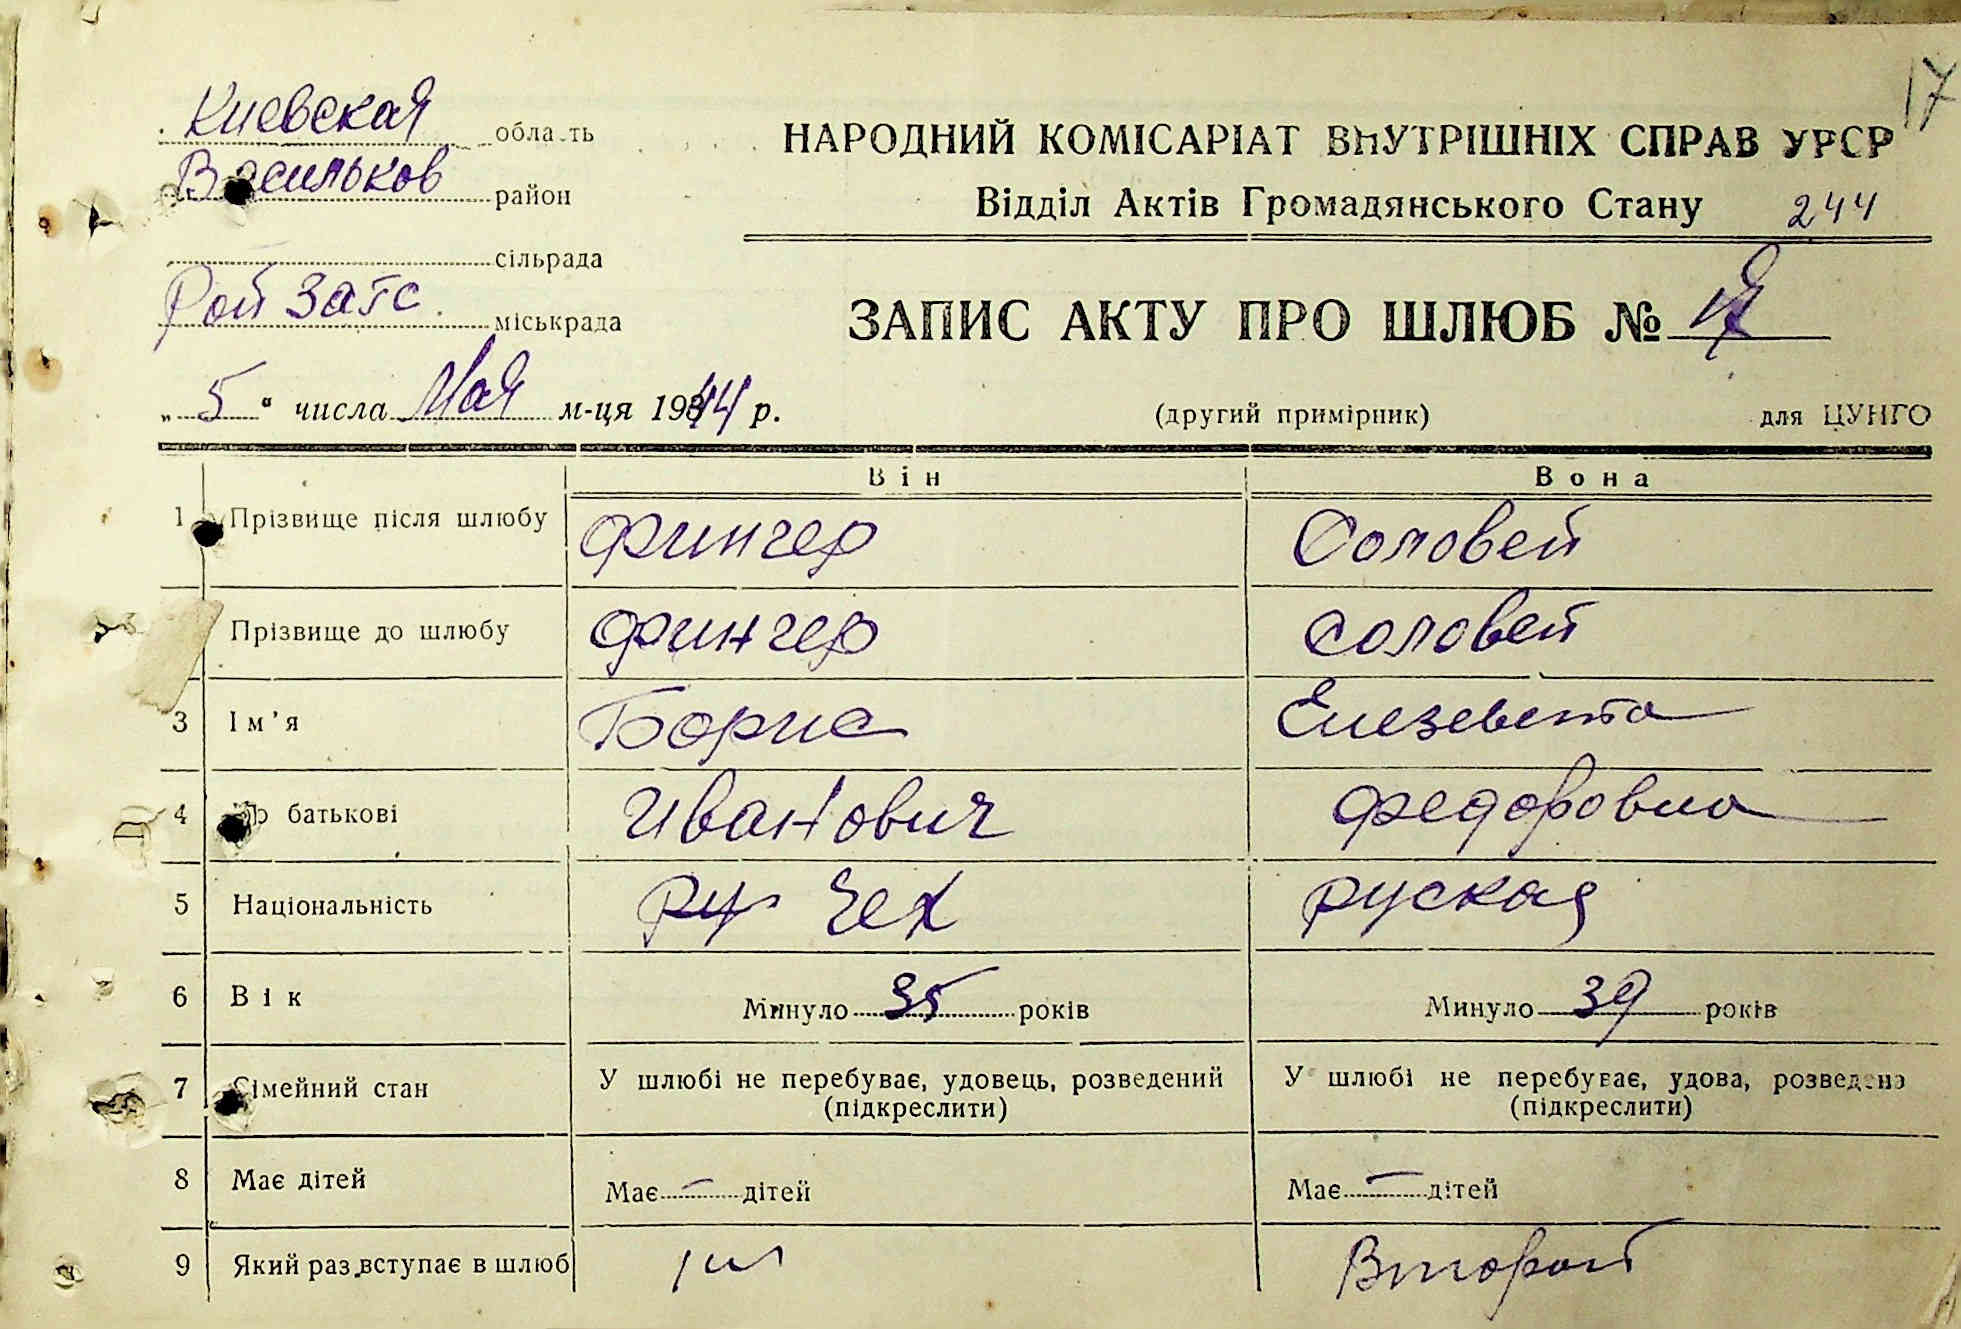 17
Киевская область
Васильков район
сільрада
Рай Загс міськрада
„5“ числа Мая м-ця 1944 р.
НАРОДНИЙ КОМІСАРІАТ ВНУТРІШНІХ СПРАВ УРСР
Відділ Актів Громадянського Стану 244
ЗАПИС АКТУ ПРО ШЛЮБ №
(другий примірник) для ЦУНГО
Він Вона
1 Прізвище після шлюбу Фингер Соловей
Прізвище до шлюбу Фингер Соловей
3 Ім’я Борис Елезевета
4 По батькові Иванович Федоровна
5 Національність Ру Чех Руская
6 Вік Минуло 35 років Минуло 39 років
7 Сімейний стан У шлюбі не перебуває, удовець, розведений (підкреслити) У шлюбі не перебуває, удова, розведена (підкреслити)
8 Має дітей Має — дітей Має — дітей
9 Який раз вступає в шлюб 1й Второй